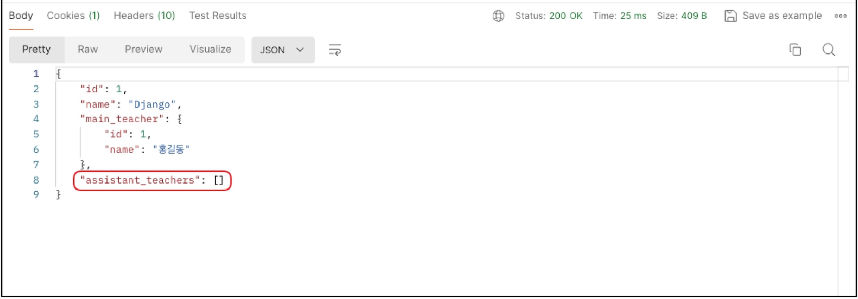 Body Cookies (1) Headers (10) Test Results Status: 200 OK Time: 25 ms Size: 409 B Save as example
Pretty Raw Preview Visualize JSON
1 {
2 "id": 1,
3 "name": "Django",
4 "main_teacher": {
5 "id": 1,
6 "name": "홍길동"
7 },
8 "assistant_teachers": []
9 }